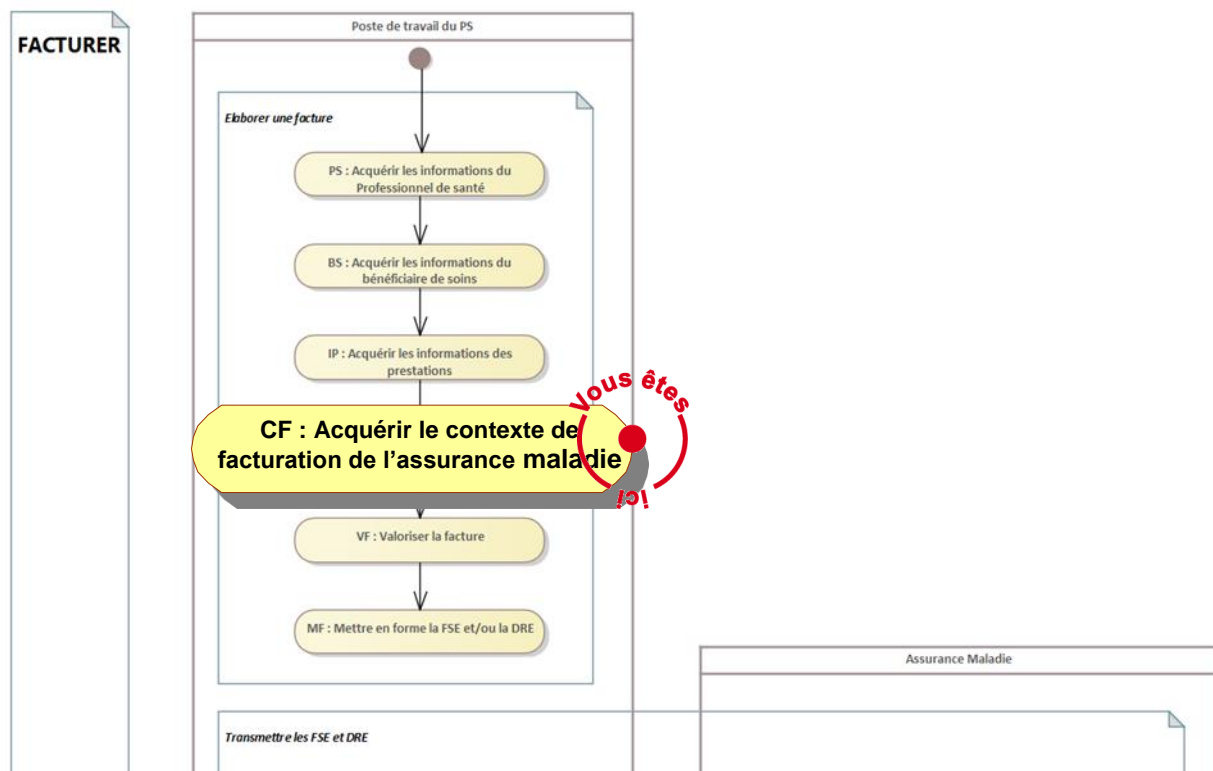 FACTURER
Poste de travail du PS
Elaborer une facture
PS : Acquérir les informations du
Professionnel de santé
BS : Acquérir les informations du
bénéficiaire de soins
IP : Acquérir les informations des
prestations
Vous êtes
CF : Acquérir le contexte de
facturation de l'assurance maladie
ici
VF : Valoriser la facture
MF : Mettre en forme la FSE et/ou la DRE
Assurance Maladie
Transmettre les FSE et DRE